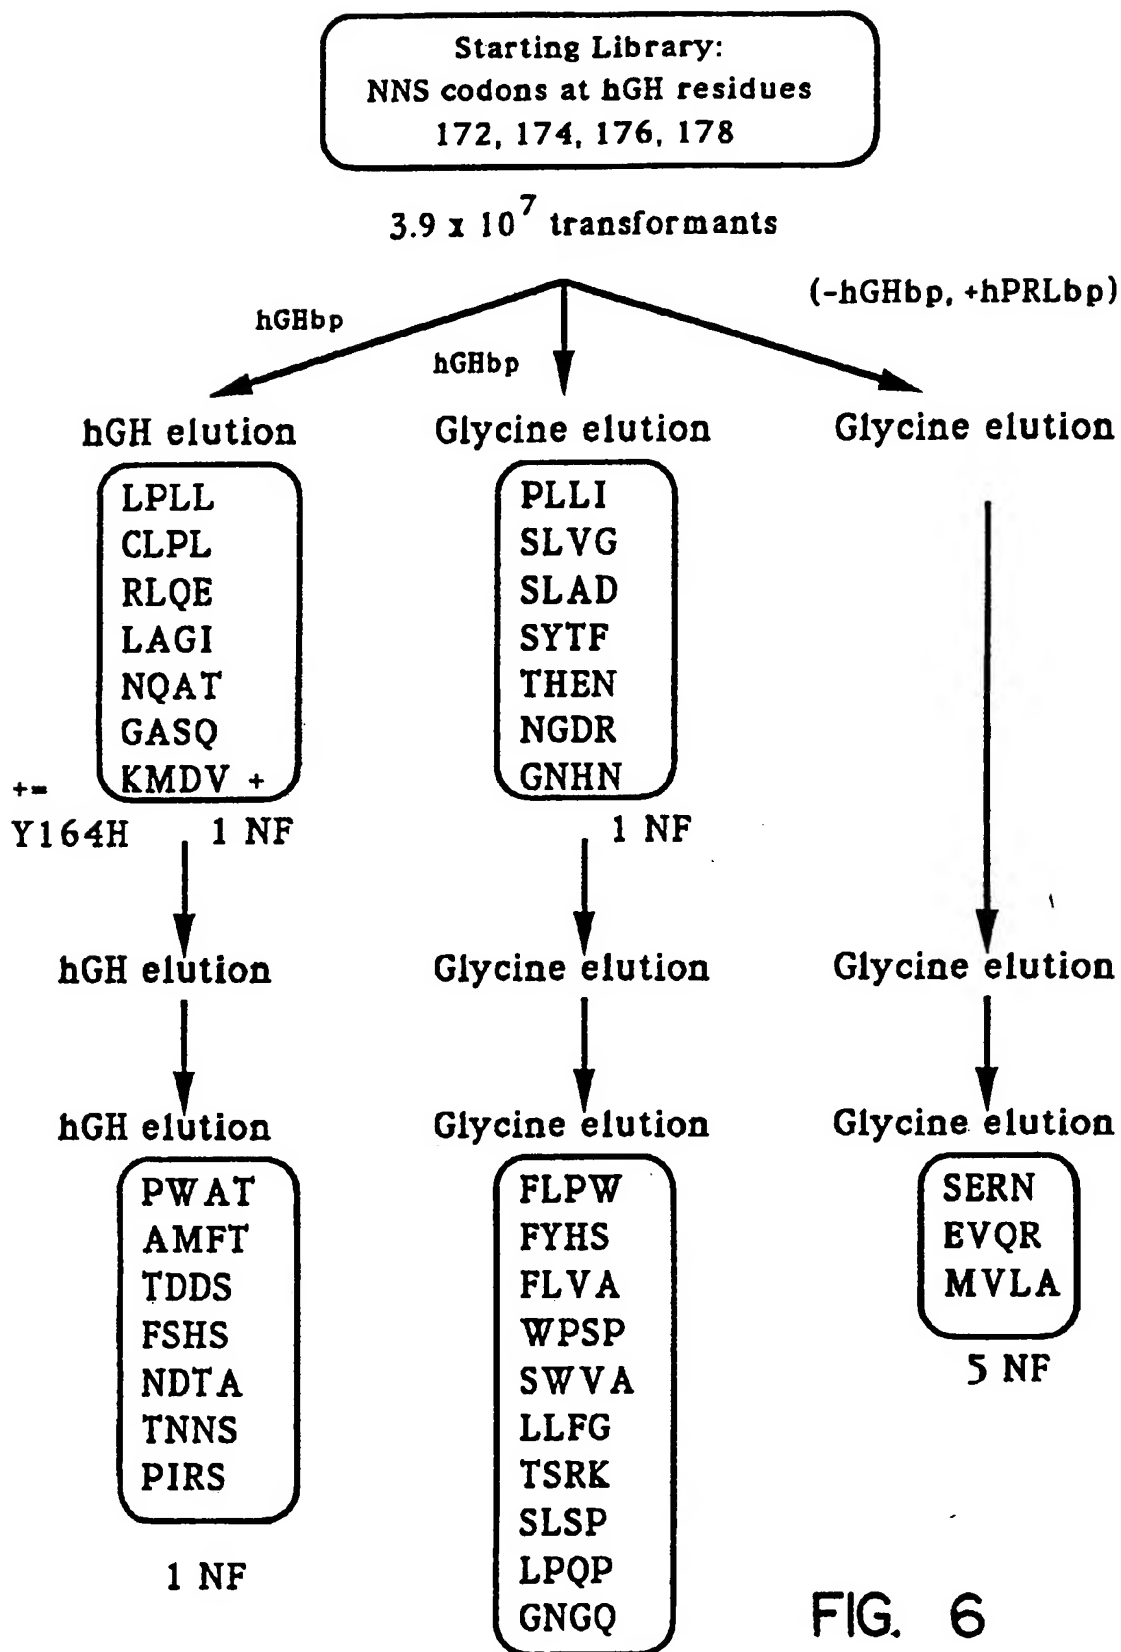 Starting Library:
NNS codons at hGH residues
172, 174, 176, 178
3.9 x 10^7 transformants
(-hGHbp, +hPRLbp)
hGHbp
hGHbp
hGH elution
LPLL
CLPL
RLQE
LAGI
NQAT
GASQ
KMDV +
+=
Y164H
1 NF
hGH elution
hGH elution
PWAT
AMFT
TDDS
FSHS
NDTA
TNNS
PIRS
1 NF
Glycine elution
PLLI
SLVG
SLAD
SYTF
THEN
NGDR
GNHN
1 NF
Glycine elution
Glycine elution
FLPW
FYHS
FLVA
WPSP
SWVA
LLFG
TSRK
SLSP
LPQP
GNGQ
Glycine elution
Glycine elution
Glycine elution
SERN
EVQR
MVLA
5 NF
FIG. 6